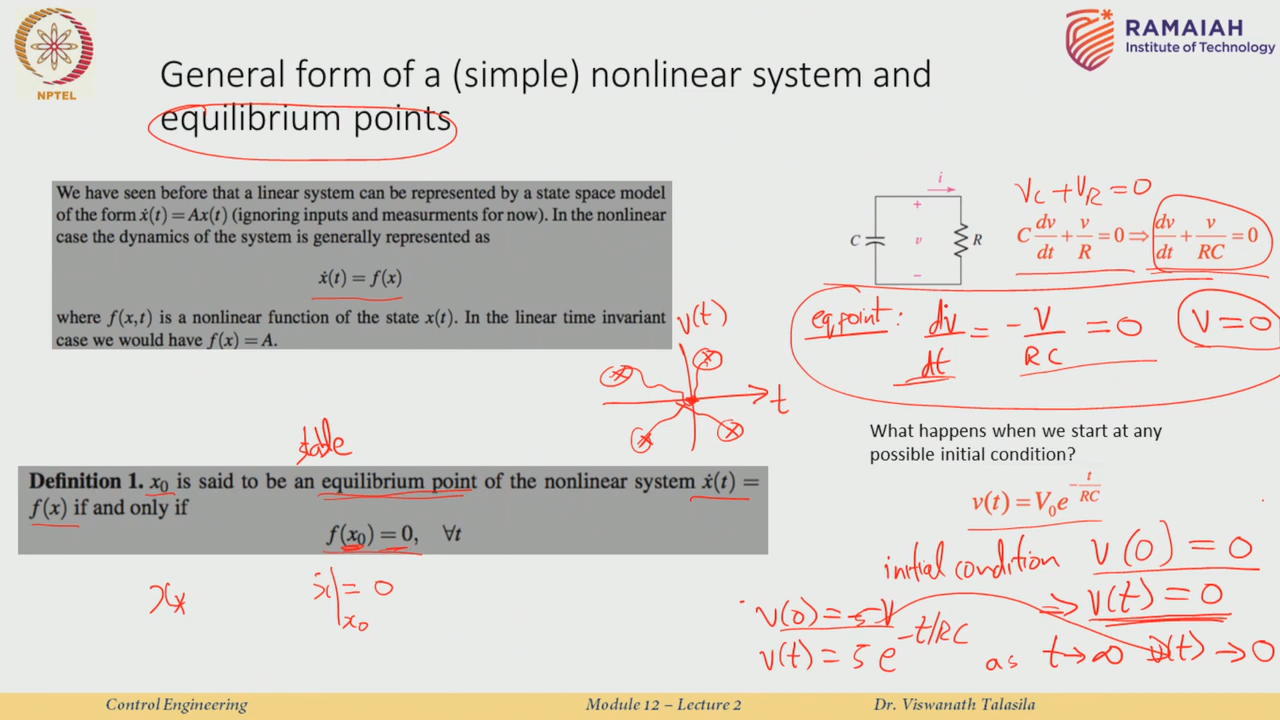 NPTEL
RAMAIAH
Institute of Technology
General form of a (simple) nonlinear system and
equilibrium points
We have seen before that a linear system can be represented by a state space model
of the form ẋ(t) = Ax(t) (ignoring inputs and measurments for now). In the nonlinear
case the dynamics of the system is generally represented as
ẋ(t) = f(x)
where f(x,t) is a nonlinear function of the state x(t). In the linear time invariant
case we would have f(x) = A.
i
+
C v R
−
V_C + V_R = 0
C dv/dt + v/R = 0 ⇒ dv/dt + v/RC = 0
eq point : dv/dt = -V/RC = 0 V = 0
v(t)
t
What happens when we start at any
possible initial condition?
v(t) = V₀e^(-t/RC)
stable
Definition 1. x₀ is said to be an equilibrium point of the nonlinear system ẋ(t) =
f(x) if and only if
f(x₀) = 0, ∀t
x* ẋ|x₀ = 0
initial condition v(0) = 0
⇒ v(t) = 0
v(0) = 5V
v(t) = 5 e^(-t/RC) as t → ∞ v(t) → 0
Control Engineering
Module 12 – Lecture 2
Dr. Viswanath Talasila